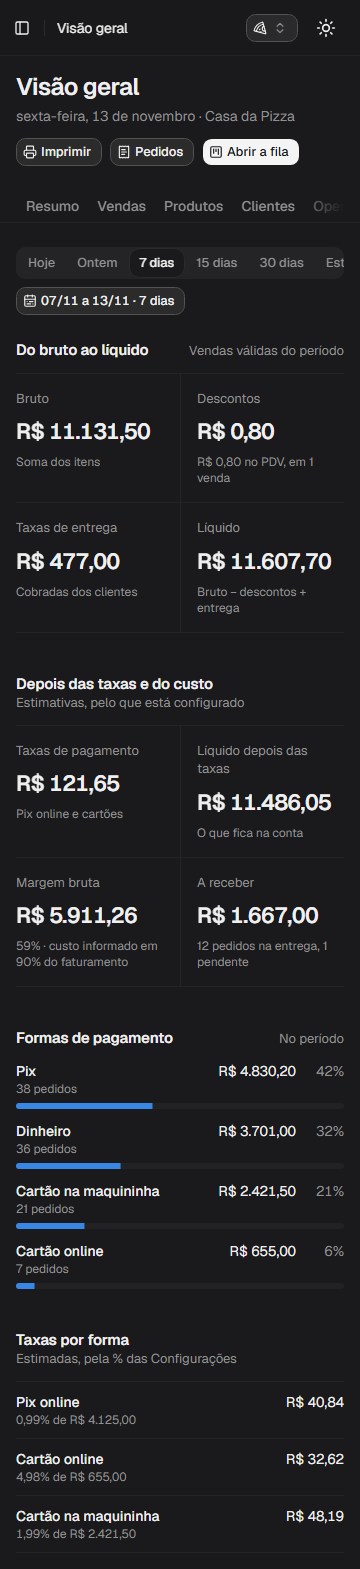 Visão geral
Visão geral
sexta-feira, 13 de novembro · Casa da Pizza
Imprimir
Pedidos
Abrir a fila
Resumo Vendas Produtos Clientes Ope
Hoje Ontem 7 dias 15 dias 30 dias Est
07/11 a 13/11 · 7 dias
Do bruto ao líquido
Vendas válidas do período
Bruto
R$ 11.131,50
Soma dos itens
Descontos
R$ 0,80
R$ 0,80 no PDV, em 1
venda
Taxas de entrega
R$ 477,00
Cobradas dos clientes
Líquido
R$ 11.607,70
Bruto − descontos +
entrega
Depois das taxas e do custo
Estimativas, pelo que está configurado
Taxas de pagamento
R$ 121,65
Pix online e cartões
Líquido depois das
taxas
R$ 11.486,05
O que fica na conta
Margem bruta
R$ 5.911,26
59% · custo informado em
90% do faturamento
A receber
R$ 1.667,00
12 pedidos na entrega, 1
pendente
Formas de pagamento
No período
Pix R$ 4.830,20 42%
38 pedidos
Dinheiro R$ 3.701,00 32%
36 pedidos
Cartão na maquininha R$ 2.421,50 21%
21 pedidos
Cartão online R$ 655,00 6%
7 pedidos
Taxas por forma
Estimadas, pela % das Configurações
Pix online R$ 40,84
0,99% de R$ 4.125,00
Cartão online R$ 32,62
4,98% de R$ 655,00
Cartão na maquininha R$ 48,19
1,99% de R$ 2.421,50